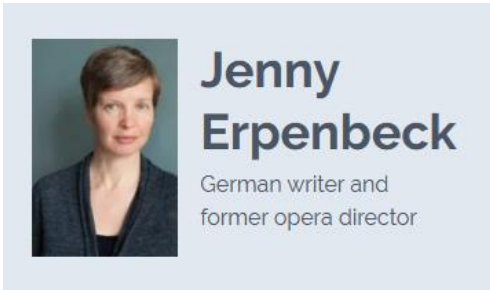 Jenny
Erpenbeck
German writer and
former opera director